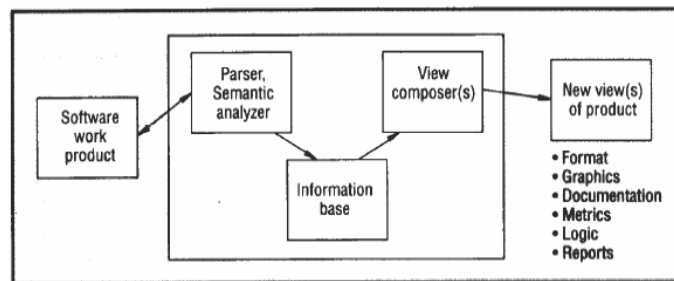 Software
work
product
Parser,
Semantic
analyzer
Information
base
View
composer(s)
New view(s)
of product
• Format
• Graphics
• Documentation
• Metrics
• Logic
• Reports